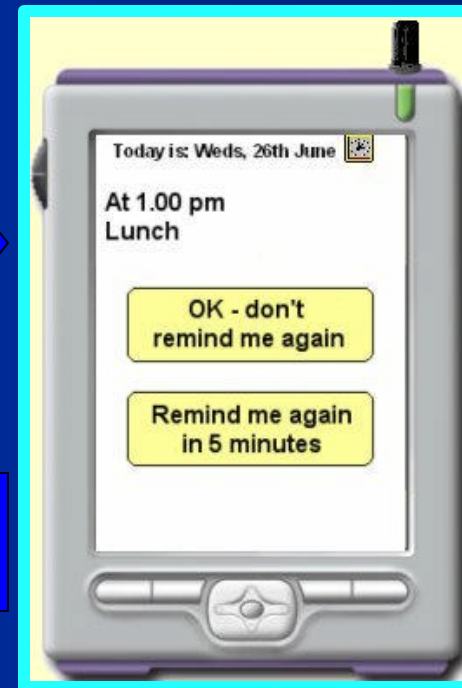 Today is: Weds, 26th June
At 1.00 pm
Lunch
OK - don't
remind me again
Remind me again
in 5 minutes